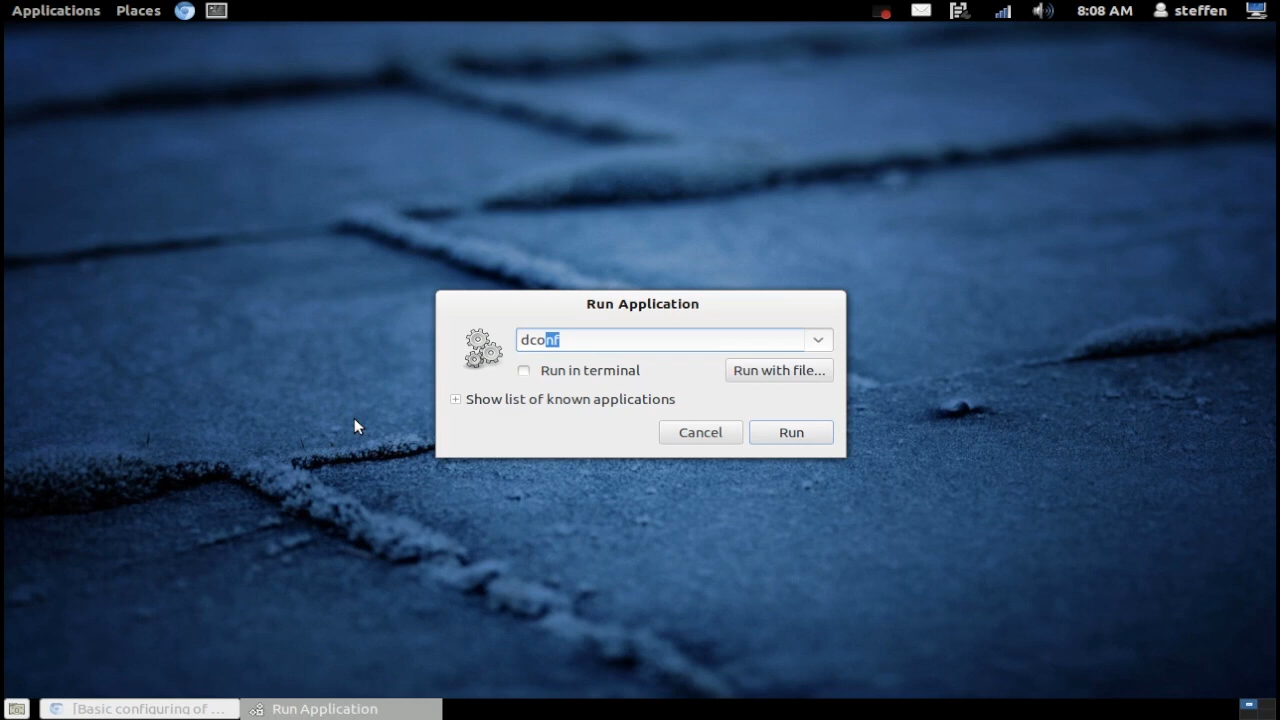 Applications Places 8:08 AM steffen
Run Application
dconf
Run in terminal Run with file...
Show list of known applications
Cancel Run
[Basic configuring of ... Run Application